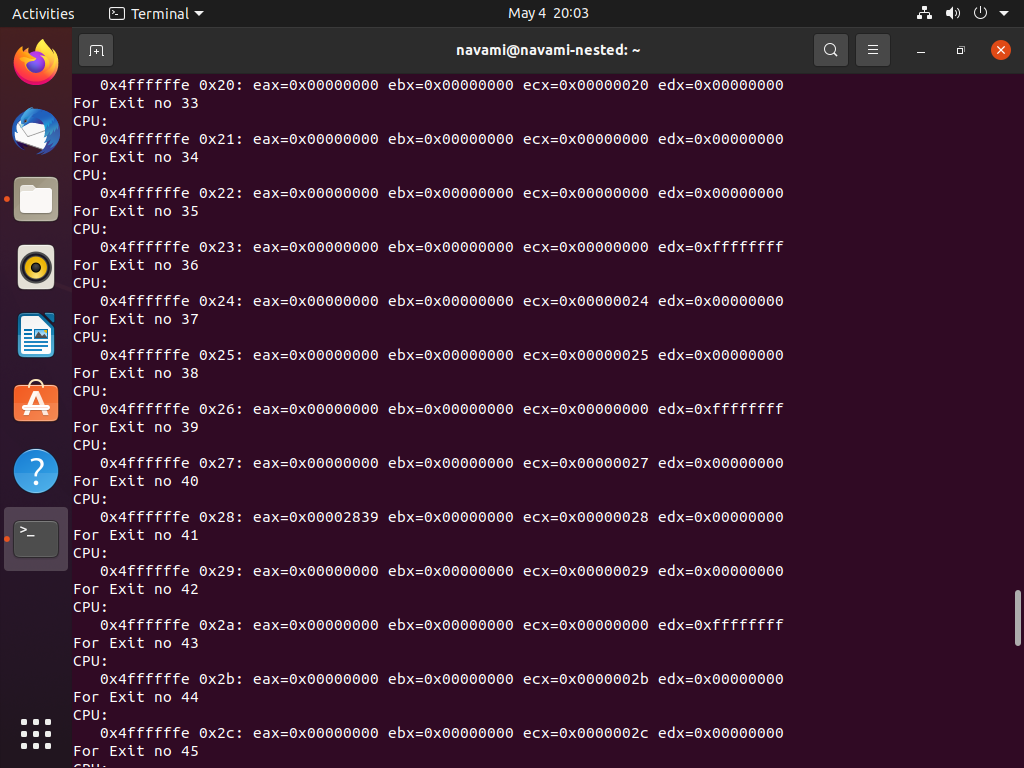 Activities
Terminal
May 4 20:03
navami@navami-nested: ~
0x4ffffffe 0x20: eax=0x00000000 ebx=0x00000000 ecx=0x00000020 edx=0x00000000
For Exit no 33
CPU:
0x4ffffffe 0x21: eax=0x00000000 ebx=0x00000000 ecx=0x00000000 edx=0x00000000
For Exit no 34
CPU:
0x4ffffffe 0x22: eax=0x00000000 ebx=0x00000000 ecx=0x00000000 edx=0x00000000
For Exit no 35
CPU:
0x4ffffffe 0x23: eax=0x00000000 ebx=0x00000000 ecx=0x00000000 edx=0xffffffff
For Exit no 36
CPU:
0x4ffffffe 0x24: eax=0x00000000 ebx=0x00000000 ecx=0x00000024 edx=0x00000000
For Exit no 37
CPU:
0x4ffffffe 0x25: eax=0x00000000 ebx=0x00000000 ecx=0x00000025 edx=0x00000000
For Exit no 38
CPU:
0x4ffffffe 0x26: eax=0x00000000 ebx=0x00000000 ecx=0x00000000 edx=0xffffffff
For Exit no 39
CPU:
0x4ffffffe 0x27: eax=0x00000000 ebx=0x00000000 ecx=0x00000027 edx=0x00000000
For Exit no 40
CPU:
0x4ffffffe 0x28: eax=0x00002839 ebx=0x00000000 ecx=0x00000028 edx=0x00000000
For Exit no 41
CPU:
0x4ffffffe 0x29: eax=0x00000000 ebx=0x00000000 ecx=0x00000029 edx=0x00000000
For Exit no 42
CPU:
0x4ffffffe 0x2a: eax=0x00000000 ebx=0x00000000 ecx=0x00000000 edx=0xffffffff
For Exit no 43
CPU:
0x4ffffffe 0x2b: eax=0x00000000 ebx=0x00000000 ecx=0x0000002b edx=0x00000000
For Exit no 44
CPU:
0x4ffffffe 0x2c: eax=0x00000000 ebx=0x00000000 ecx=0x0000002c edx=0x00000000
For Exit no 45
CPU: